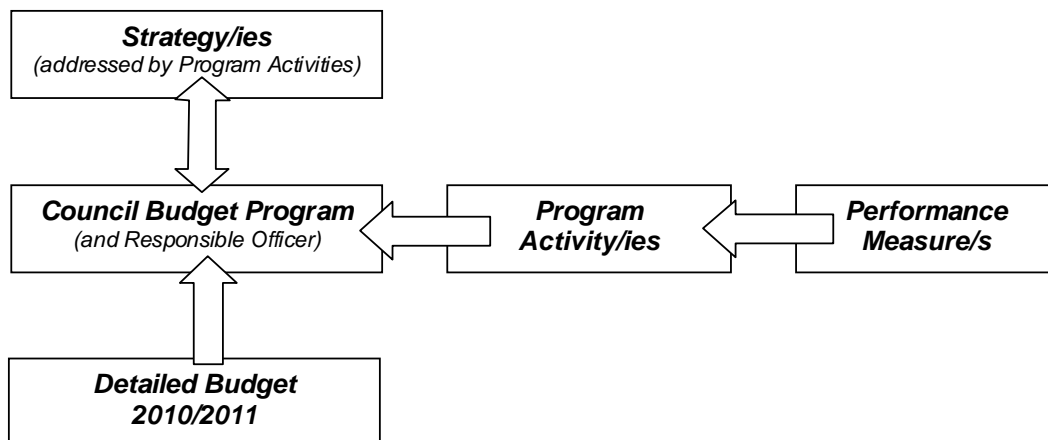 Strategy/ies
(addressed by Program Activities)
Council Budget Program
(and Responsible Officer)
Program
Activity/ies
Performance
Measure/s
Detailed Budget
2010/2011